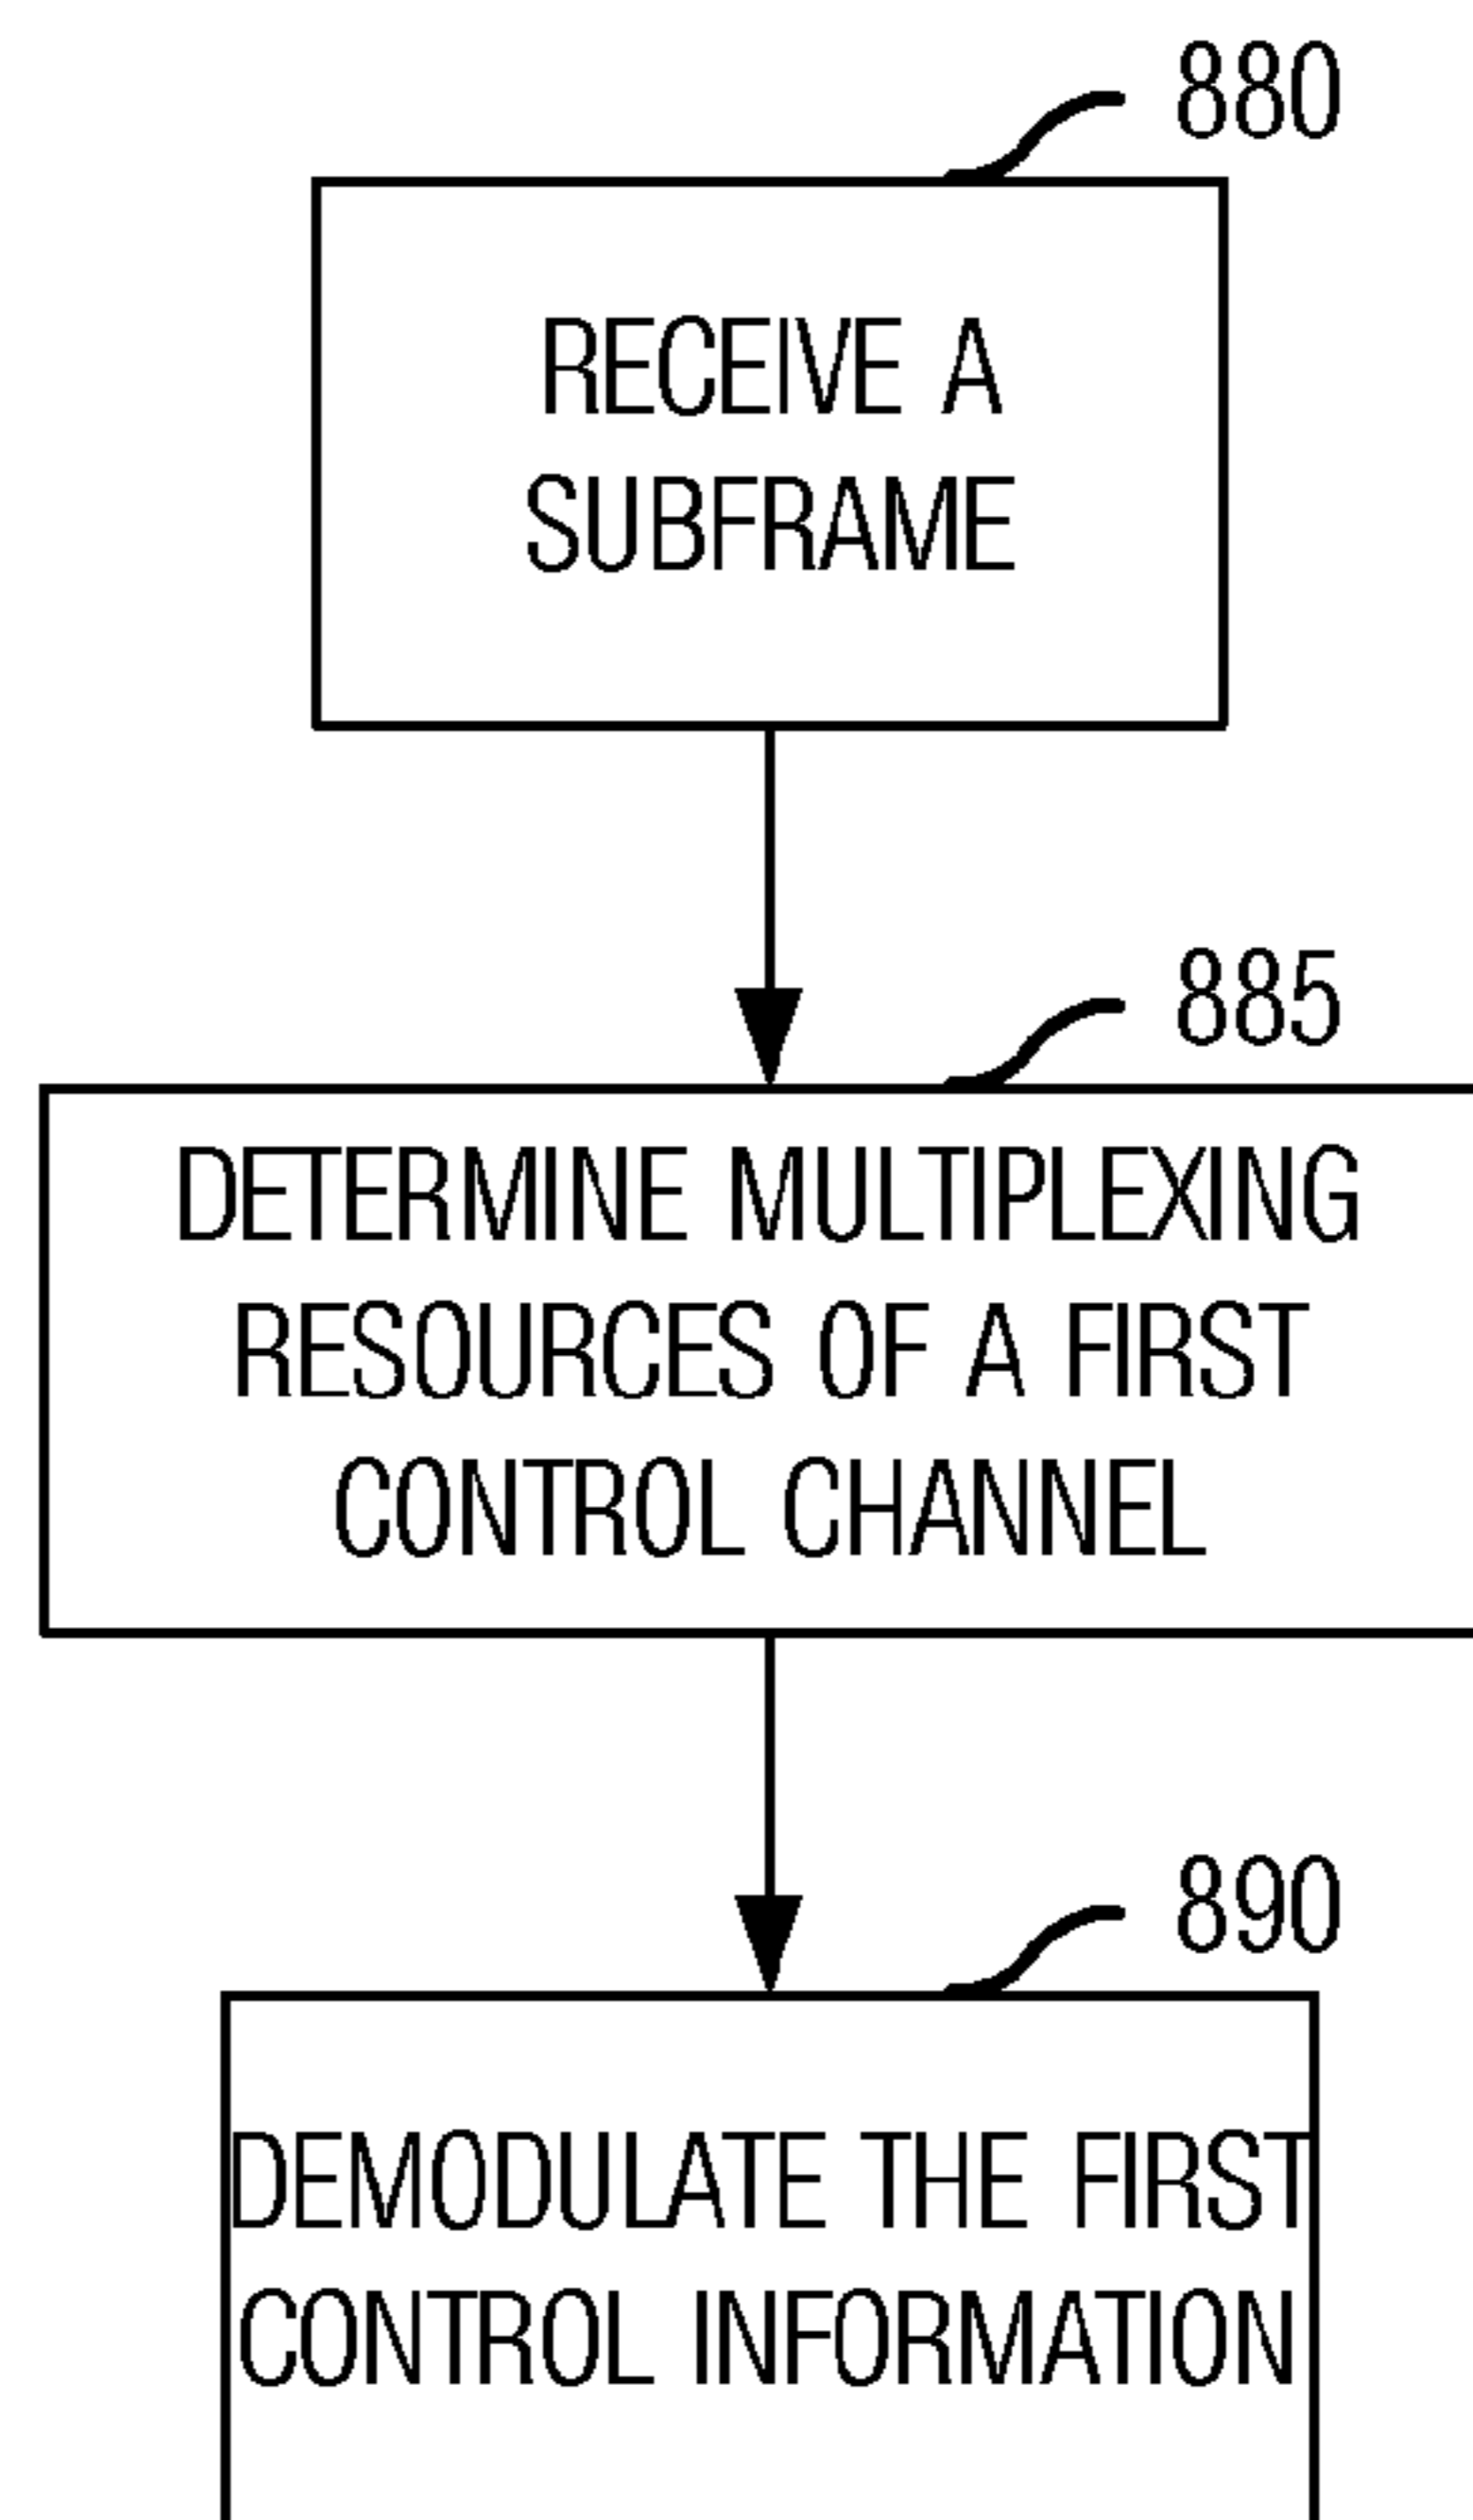 880
RECEIVE A
SUBFRAME
885
DETERMINE MULTIPLEXING
RESOURCES OF A FIRST
CONTROL CHANNEL
890
DEMODULATE THE FIRST
CONTROL INFORMATION